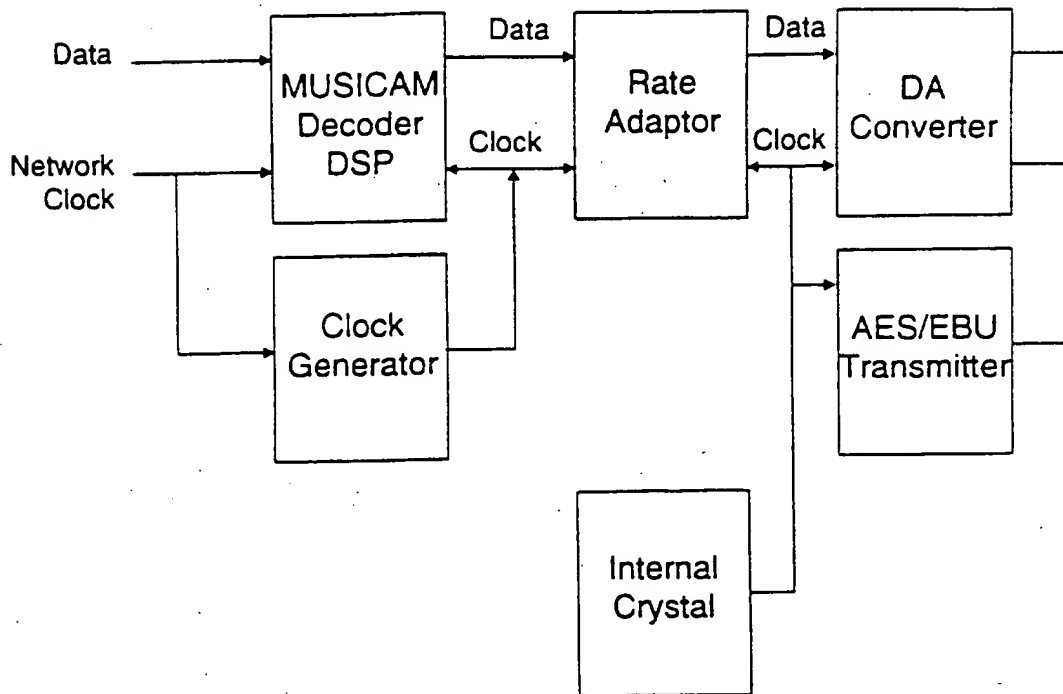 Data
Network
Clock
MUSICAM
Decoder
DSP
Data
Clock
Rate
Adaptor
Data
Clock
DA
Converter
Clock
Generator
AES/EBU
Transmitter
Internal
Crystal